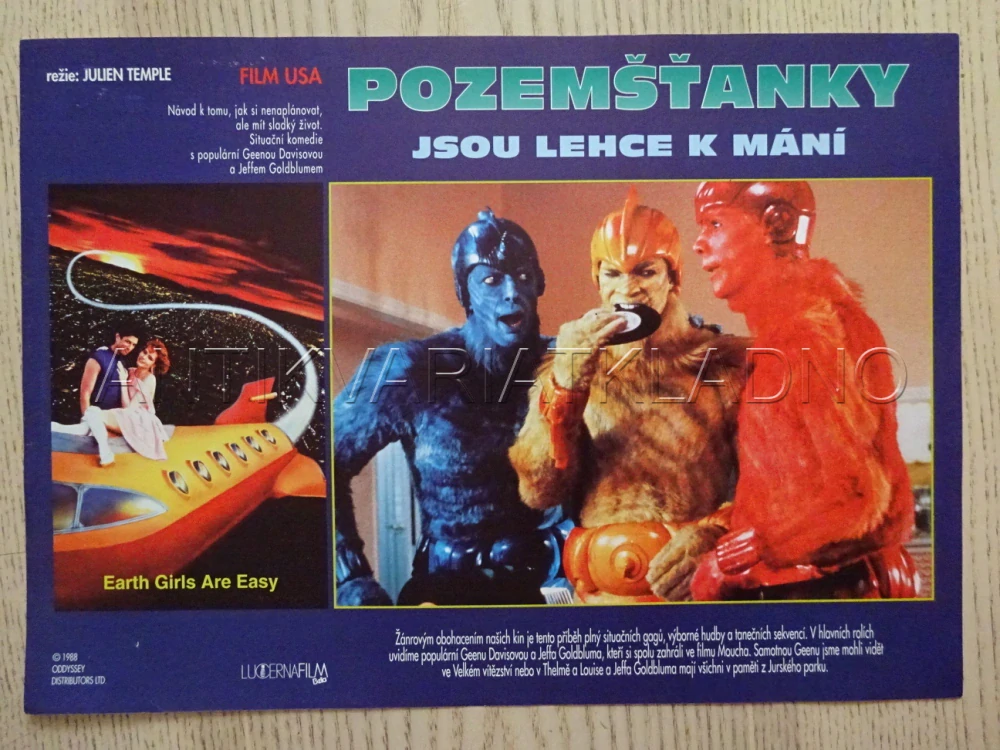 režie: JULIEN TEMPLE
FILM USA
Návod k tomu, jak si nenaplánovat,
ale mít sladký život.
Situační komedie
s populární Geenou Davisovou
a Jeffem Goldblumem
POZEMŠŤANKY
JSOU LEHCE K MÁNÍ
ANTIKVARIATKLADNO
Earth Girls Are Easy
© 1988
ODDYSSEY
DISTRIBUTORS LTD
LUCERNAFILM
Beta
Žánrovým obohacením našich kin je tento příběh plný situačních gagů, výborné hudby a tanečních sekvencí. V hlavních rolích
uvidíme populární Geenu Davisovou a Jeffa Goldbluma, kteří si spolu zahráli ve filmu Moucha. Samotnou Geenu jsme mohli vidět
ve Velkém vítězství nebo v Thelmě a Louise a Jeffa Goldbluma mají všichni v paměti z Jurského parku.